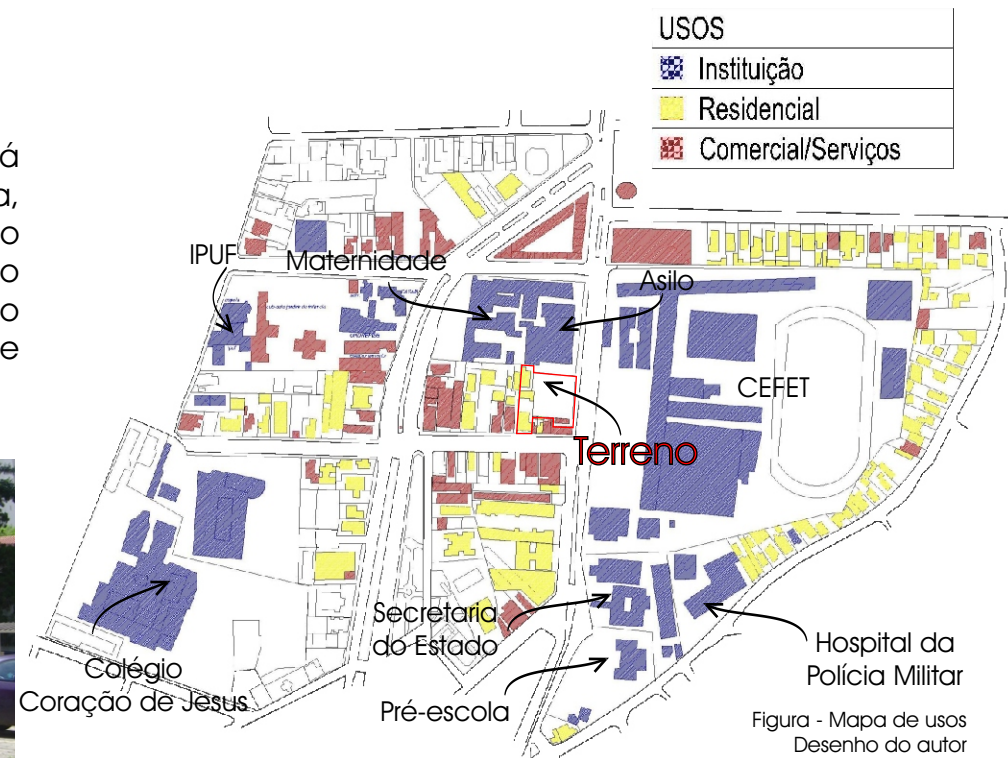 USOS
Instituição
Residencial
Comercial/Serviços
á
a,
o
o
o
e
IPUF
Maternidade
Asilo
CEFET
Terreno
Secretaria
do Estado
Colégio
Coração de Jesus
Pré-escola
Hospital da
Polícia Militar
Figura - Mapa de usos
Desenho do autor